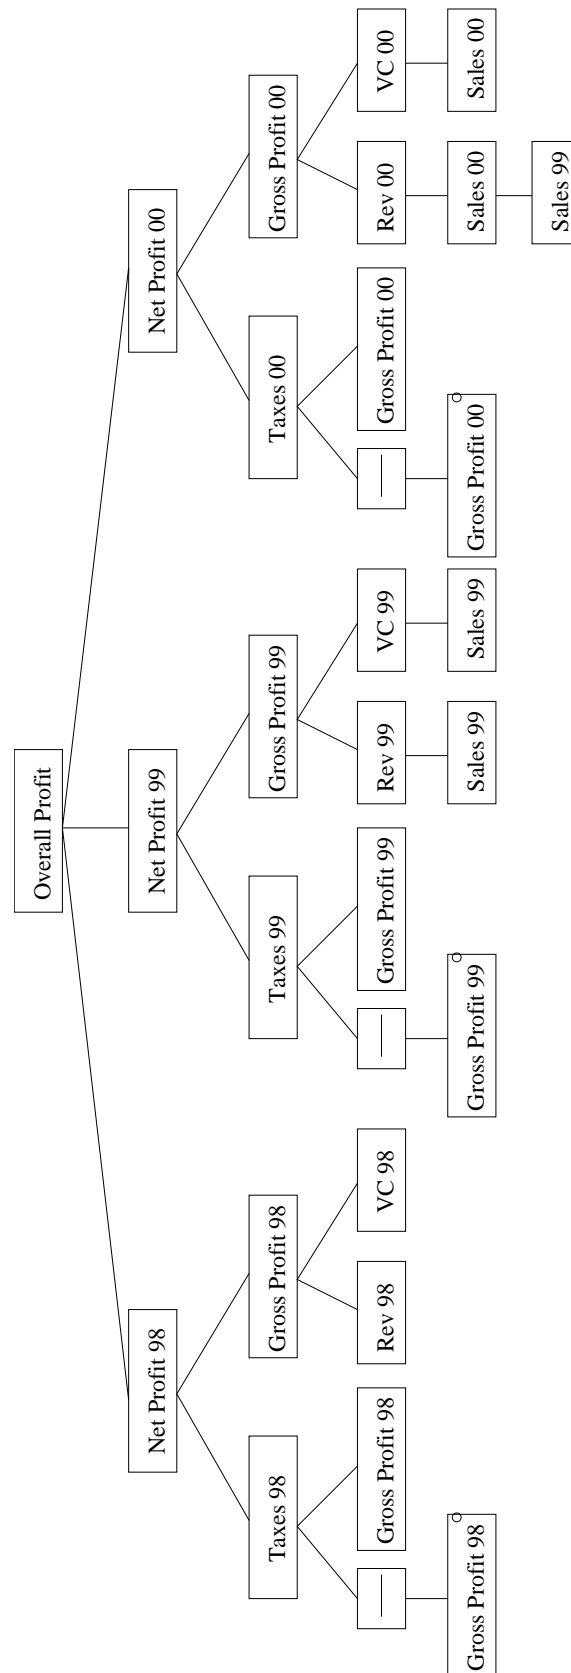 Overall Profit
Net Profit 98
Net Profit 99
Net Profit 00
Taxes 98
Gross Profit 98
Taxes 99
Gross Profit 99
Taxes 00
Gross Profit 00
—
Gross Profit 98
Rev 98
VC 98
—
Gross Profit 99
Rev 99
VC 99
—
Gross Profit 00
Rev 00
VC 00
Gross Profit 98
Gross Profit 99
Sales 99
Sales 99
Gross Profit 00
Sales 00
Sales 00
Sales 99